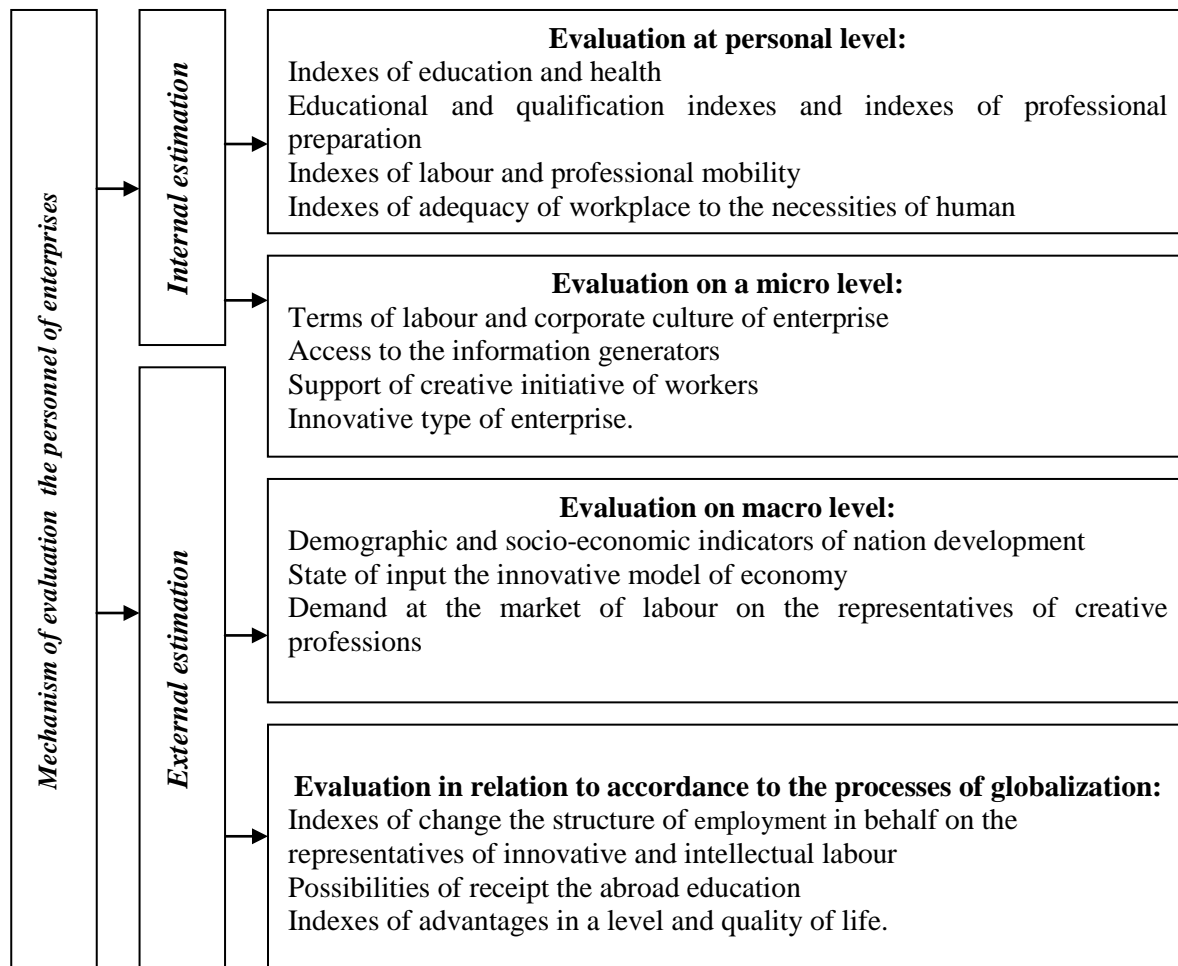 Mechanism of evaluation the personnel of enterprises
Internal estimation
Evaluation at personal level:
Indexes of education and health
Educational and qualification indexes and indexes of professional
preparation
Indexes of labour and professional mobility
Indexes of adequacy of workplace to the necessities of human
Evaluation on a micro level:
Terms of labour and corporate culture of enterprise
Access to the information generators
Support of creative initiative of workers
Innovative type of enterprise.
External estimation
Evaluation on macro level:
Demographic and socio-economic indicators of nation development
State of input the innovative model of economy
Demand at the market of labour on the representatives of creative
professions
Evaluation in relation to accordance to the processes of globalization:
Indexes of change the structure of employment in behalf on the
representatives of innovative and intellectual labour
Possibilities of receipt the abroad education
Indexes of advantages in a level and quality of life.